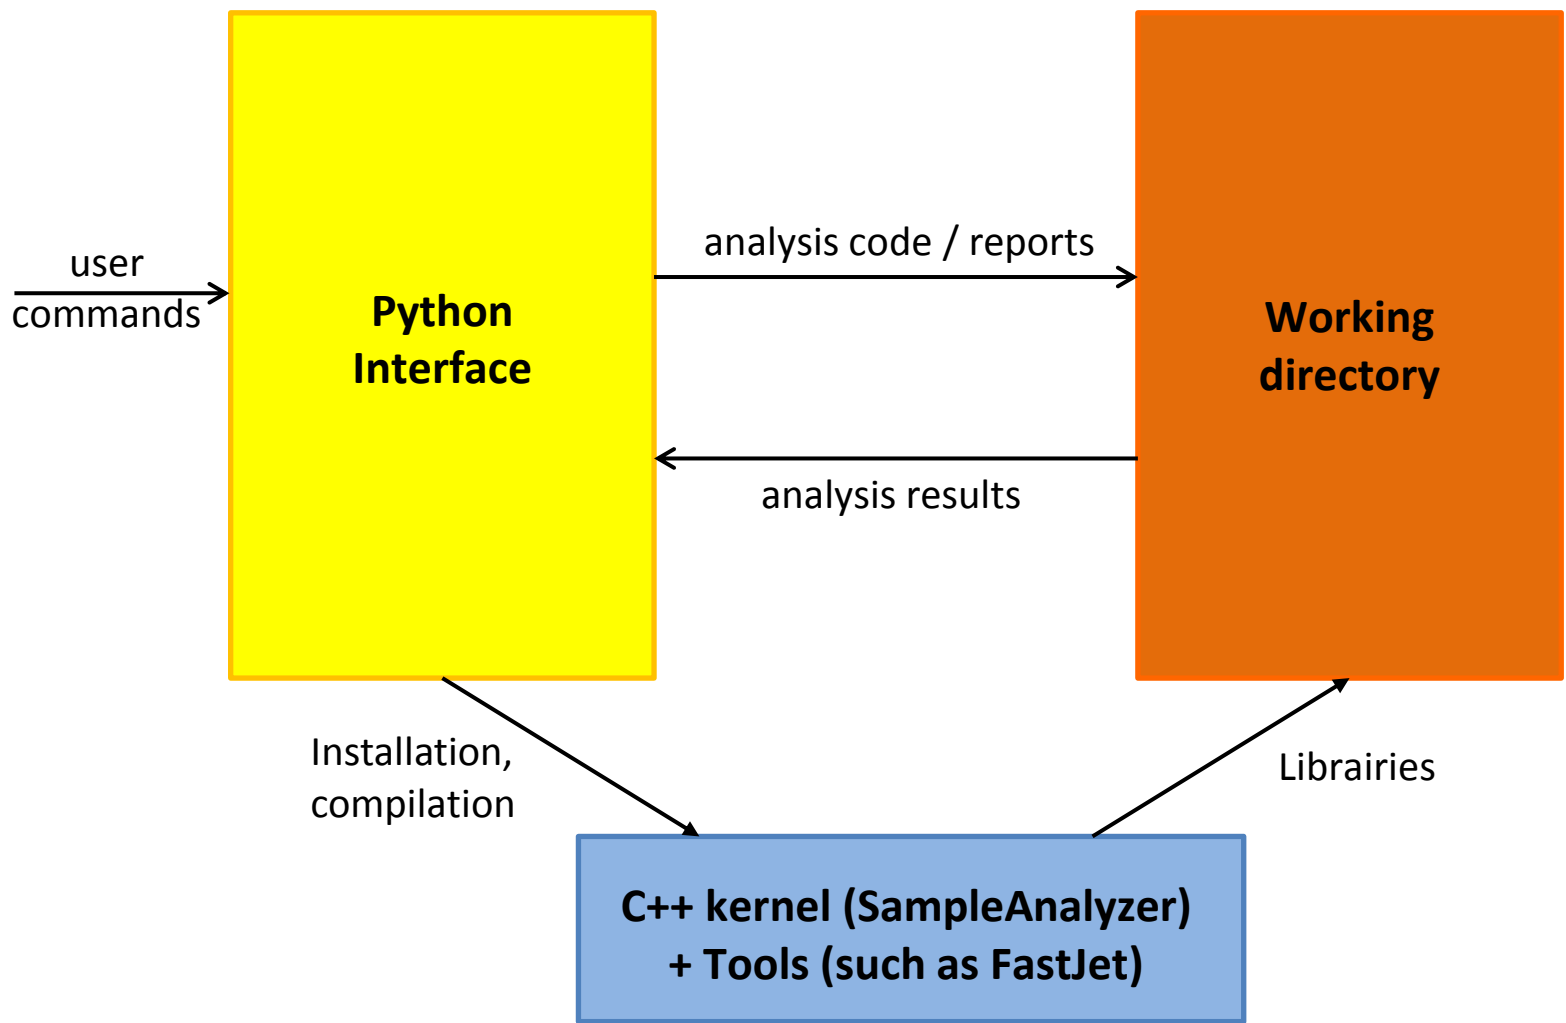 user
commands
Python
Interface
analysis code / reports
analysis results
Working
directory
Installation,
compilation
Librairies
C++ kernel (SampleAnalyzer)
+ Tools (such as FastJet)